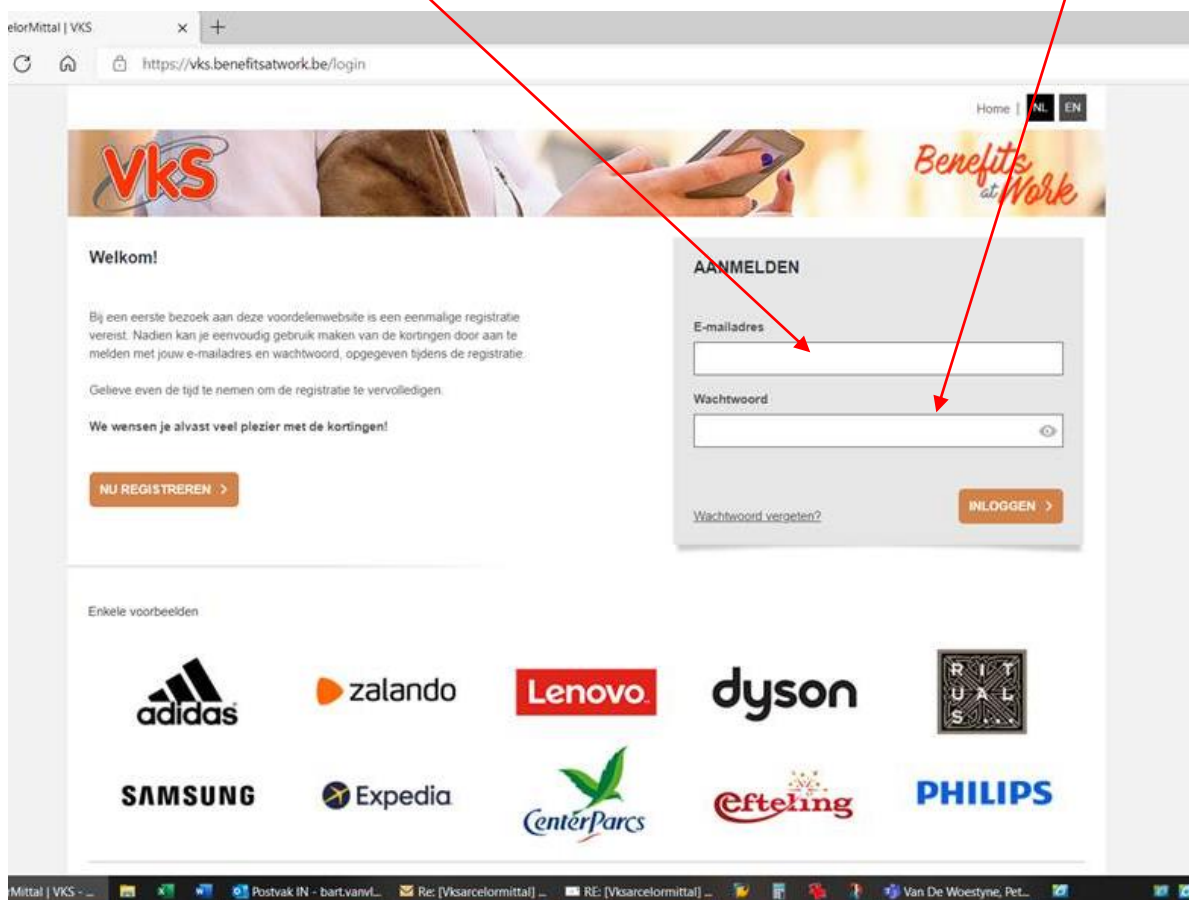 elorMittal | VKS
https://vks.benefitsatwork.be/login
Home | NL EN
VkS
Benefits
at Work
Welkom!
Bij een eerste bezoek aan deze voordelenwebsite is een eenmalige registratie
vereist. Nadien kan je eenvoudig gebruik maken van de kortingen door aan te
melden met jouw e-mailadres en wachtwoord, opgegeven tijdens de registratie.
Gelieve even de tijd te nemen om de registratie te vervolledigen.
We wensen je alvast veel plezier met de kortingen!
NU REGISTREREN >
AANMELDEN
E-mailadres
Wachtwoord
Wachtwoord vergeten?
INLOGGEN >
Enkele voorbeelden
adidas
zalando
Lenovo
dyson
RITUALS...
SAMSUNG
Expedia
CenterParcs
Efteling
PHILIPS
rMittal | VKS - ...
Postvak IN - bart.vanvl...
Re: [Vksarcelormittal] ...
RE: [Vksarcelormittal] ...
Van De Woestyne, Pet...